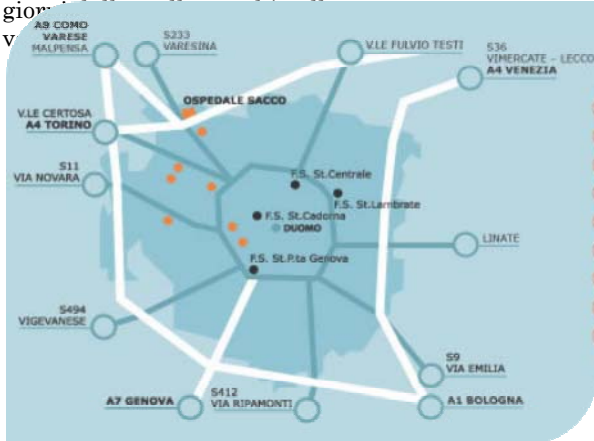 A9 COMO
VARESE
MALPENSA
S233
VARESINA
V.LE FULVIO TESTI
S36
VIMERCATE - LECCO
A4 VENEZIA
OSPEDALE SACCO
V.LE CERTOSA
A4 TORINO
S11
VIA NOVARA
F.S. St.Centrale
F.S. St.Lambrate
F.S. St.Cadorna
DUOMO
LINATE
F.S. St.P.ta Genova
S494
VIGEVANESE
S9
VIA EMILIA
A7 GENOVA
S412
VIA RIPAMONTI
A1 BOLOGNA